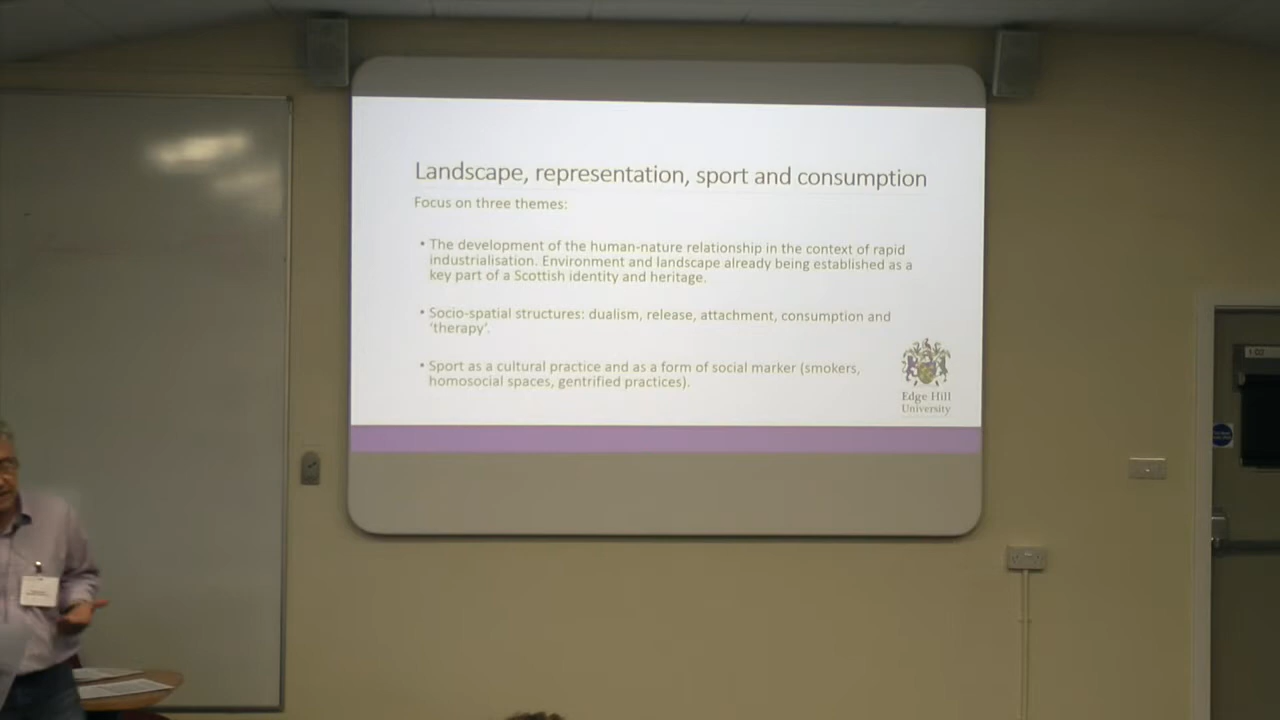 Landscape, representation, sport and consumption
Focus on three themes:
• The development of the human-nature relationship in the context of rapid
industrialisation. Environment and landscape already being established as a
key part of a Scottish identity and heritage.
• Socio-spatial structures: dualism, release, attachment, consumption and
‘therapy’.
• Sport as a cultural practice and as a form of social marker (smokers,
homosocial spaces, gentrified practices).
Edge Hill
University